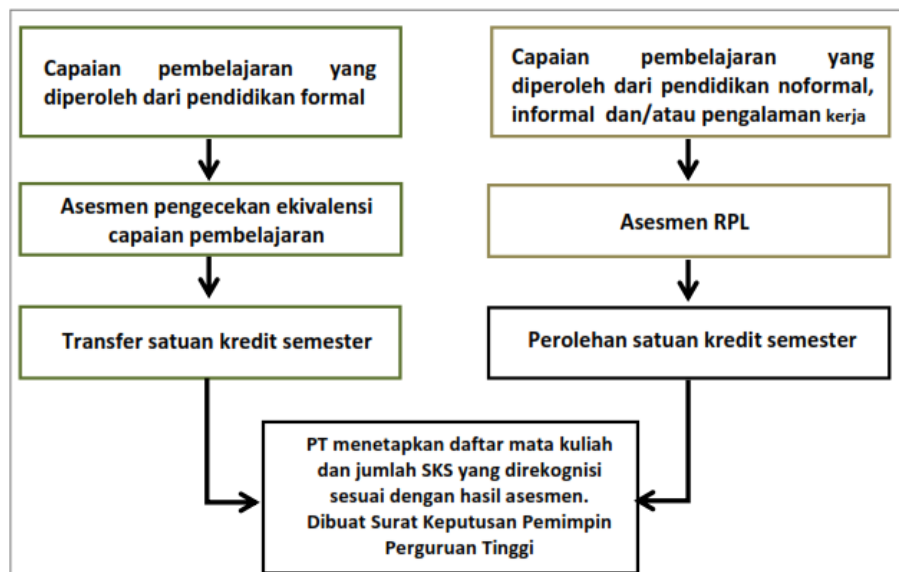 Capaian pembelajaran yang
diperoleh dari pendidikan formal
Asesmen pengecekan ekivalensi
capaian pembelajaran
Transfer satuan kredit semester
Capaian pembelajaran yang
diperoleh dari pendidikan noformal,
informal dan/atau pengalaman kerja
Asesmen RPL
Perolehan satuan kredit semester
PT menetapkan daftar mata kuliah
dan jumlah SKS yang direkognisi
sesuai dengan hasil asesmen.
Dibuat Surat Keputusan Pemimpin
Perguruan Tinggi